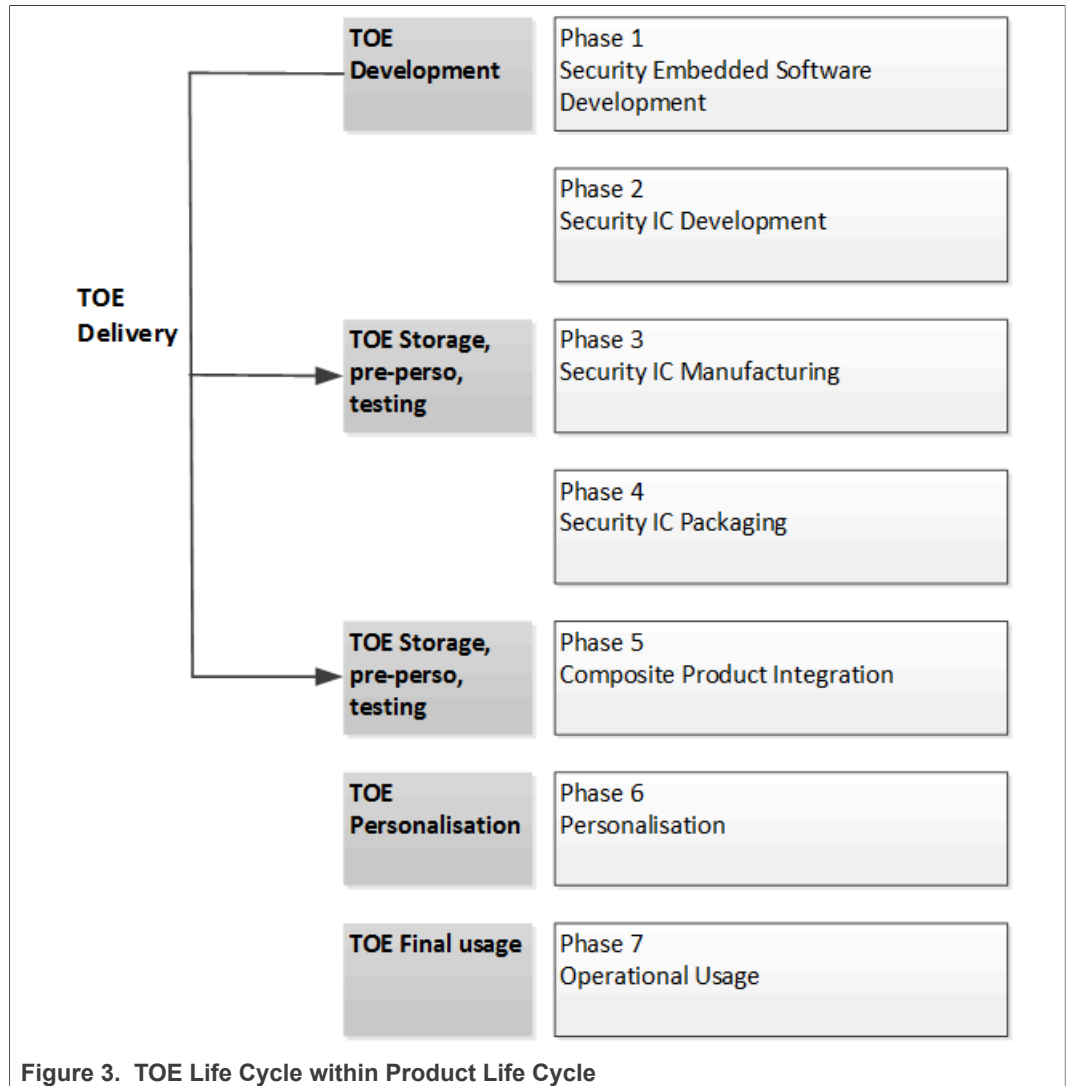 TOE
Development
Phase 1
Security Embedded Software
Development
Phase 2
Security IC Development
TOE
Delivery
TOE Storage,
pre-perso,
testing
Phase 3
Security IC Manufacturing
Phase 4
Security IC Packaging
TOE Storage,
pre-perso,
testing
Phase 5
Composite Product Integration
TOE
Personalisation
Phase 6
Personalisation
TOE Final usage
Phase 7
Operational Usage
Figure 3. TOE Life Cycle within Product Life Cycle